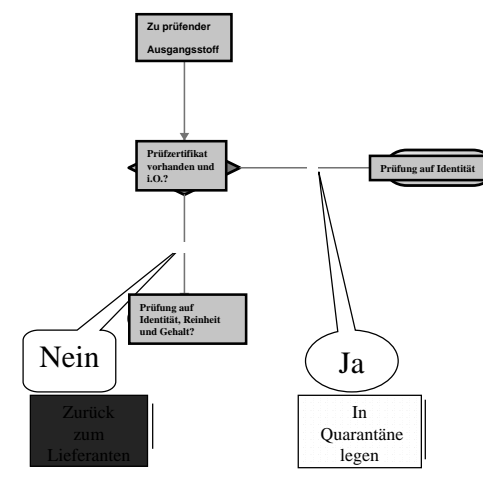 Zu prüfender
Ausgangsstoff
Prüfzertifikat
vorhanden und
i.O.?
Prüfung auf Identität
Prüfung auf
Identität, Reinheit
und Gehalt?
Nein
Ja
Zurück
zum
Lieferanten
In
Quarantäne
legen